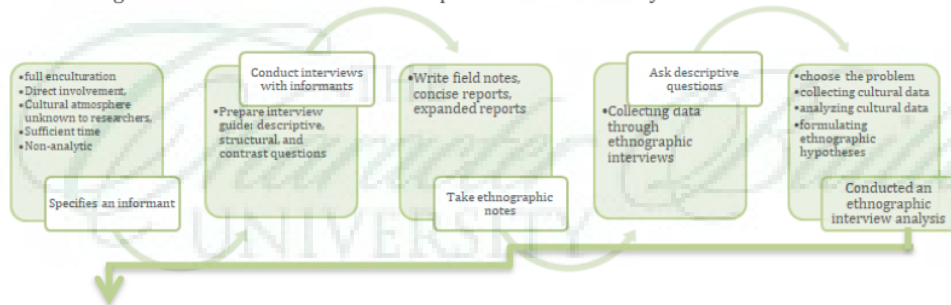 •full enculturation
•Direct involvement,
•Cultural atmosphere
unknown to researchers,
•Sufficient time
•Non-analytic
Specifies an informant
Conduct interviews
with informants
•Prepare interview
guide: descriptive,
structural, and
contrast questions
•Write field notes,
concise reports,
expanded reports
Take ethnographic
notes
Ask descriptive
questions
•Collecting data
through
ethnographic
interviews
•choose the problem
•collecting cultural data
•analyzing cultural data
•formulating
ethnographic
hypotheses
Conducted an
ethnographic
interview analysis
THE
UNIVERSITY